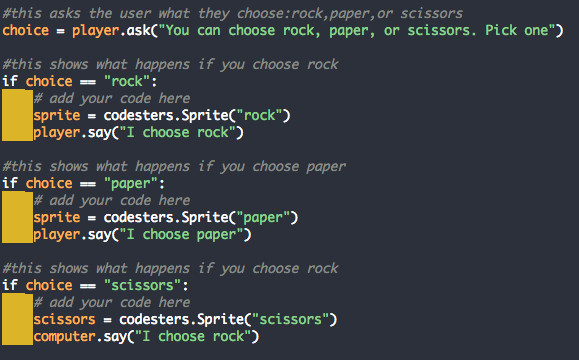 #this asks the user what they choose:rock,paper,or scissors
choice = player.ask("You can choose rock, paper, or scissors. Pick one")
#this shows what happens if you choose rock
if choice == "rock":
# add your code here
sprite = codesters.Sprite("rock")
player.say("I choose rock")
#this shows what happens if you choose paper
if choice == "paper":
# add your code here
sprite = codesters.Sprite("paper")
player.say("I choose paper")
#this shows what happens if you choose rock
if choice == "scissors":
# add your code here
scissors = codesters.Sprite("scissors")
computer.say("I choose rock")